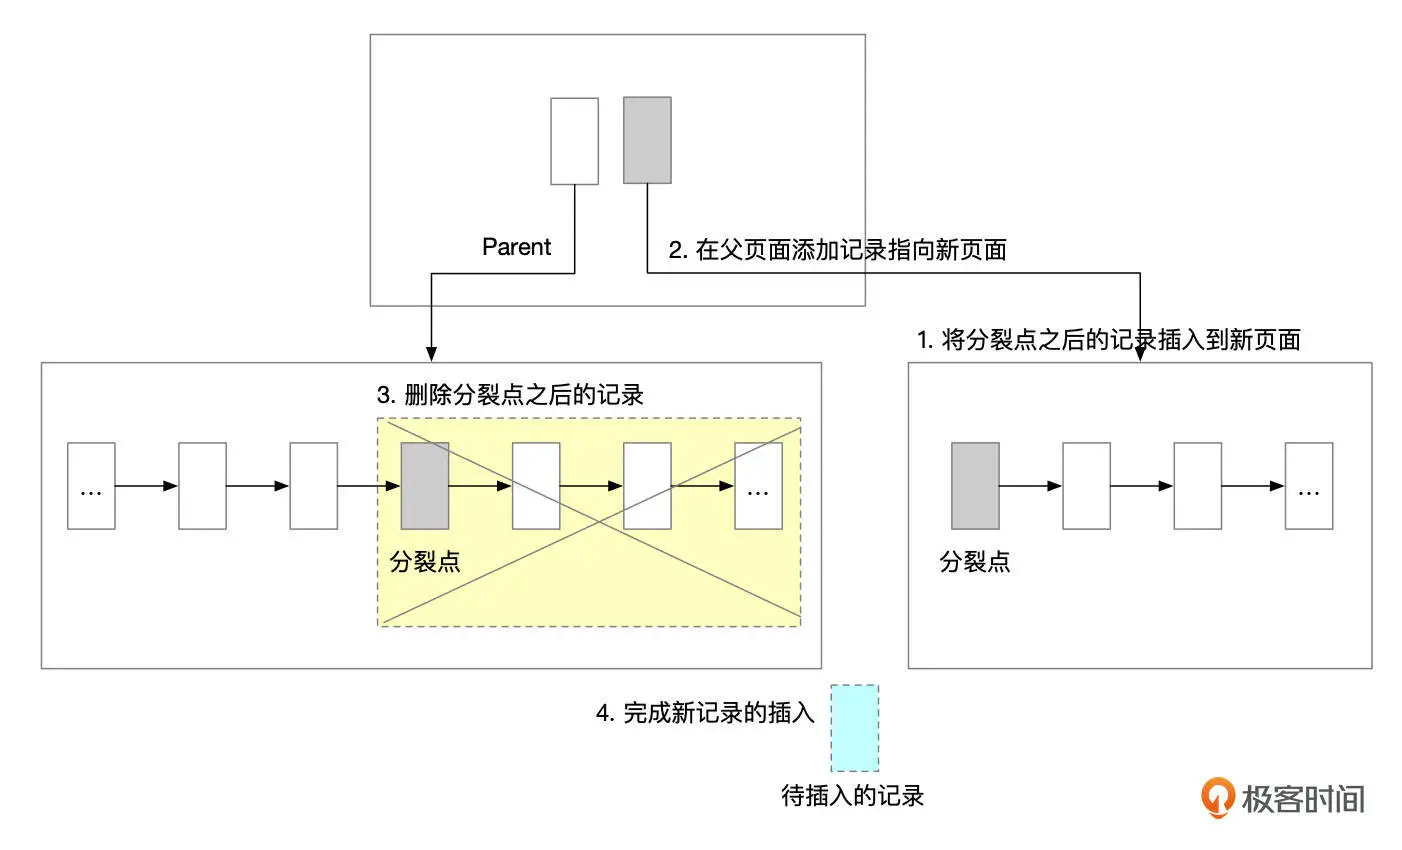 Parent
2. 在父页面添加记录指向新页面
1. 将分裂点之后的记录插入到新页面
3. 删除分裂点之后的记录
...
...
...
分裂点
分裂点
4. 完成新记录的插入
待插入的记录
极客时间